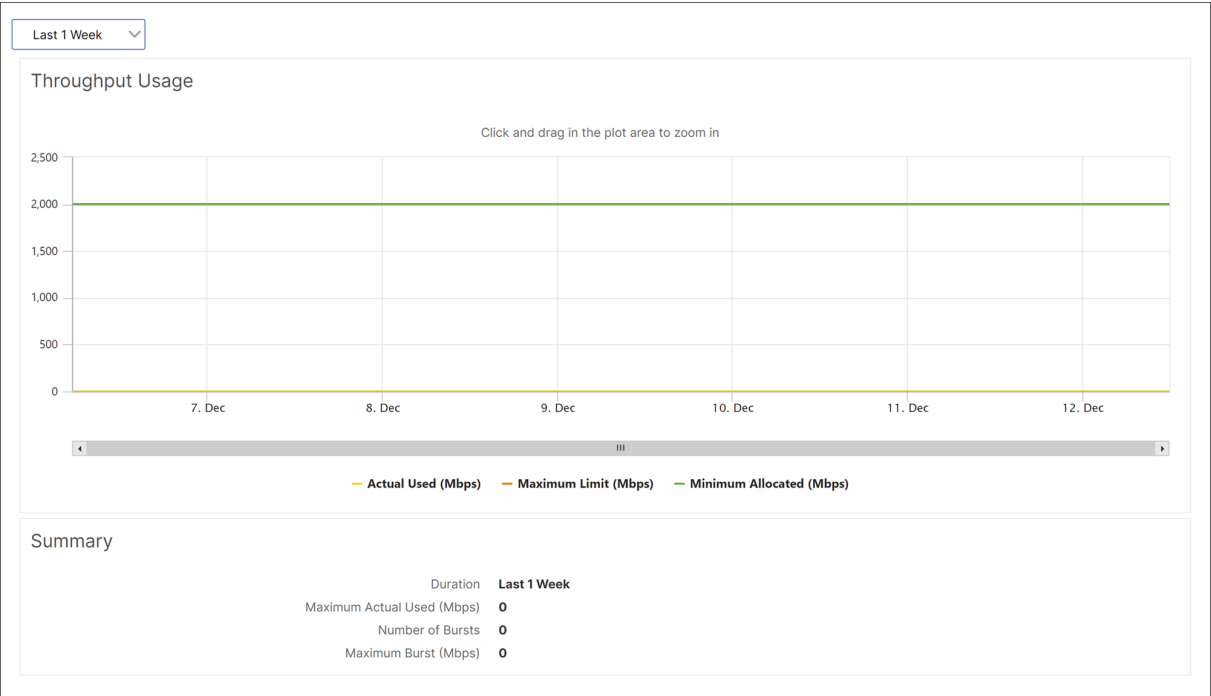 Last 1 Week
Throughput Usage
Click and drag in the plot area to zoom in
2,500
2,000
1,500
1,000
500
0
7. Dec 8. Dec 9. Dec 10. Dec 11. Dec 12. Dec
Actual Used (Mbps) Maximum Limit (Mbps) Minimum Allocated (Mbps)
Summary
Duration Last 1 Week
Maximum Actual Used (Mbps) 0
Number of Bursts 0
Maximum Burst (Mbps) 0